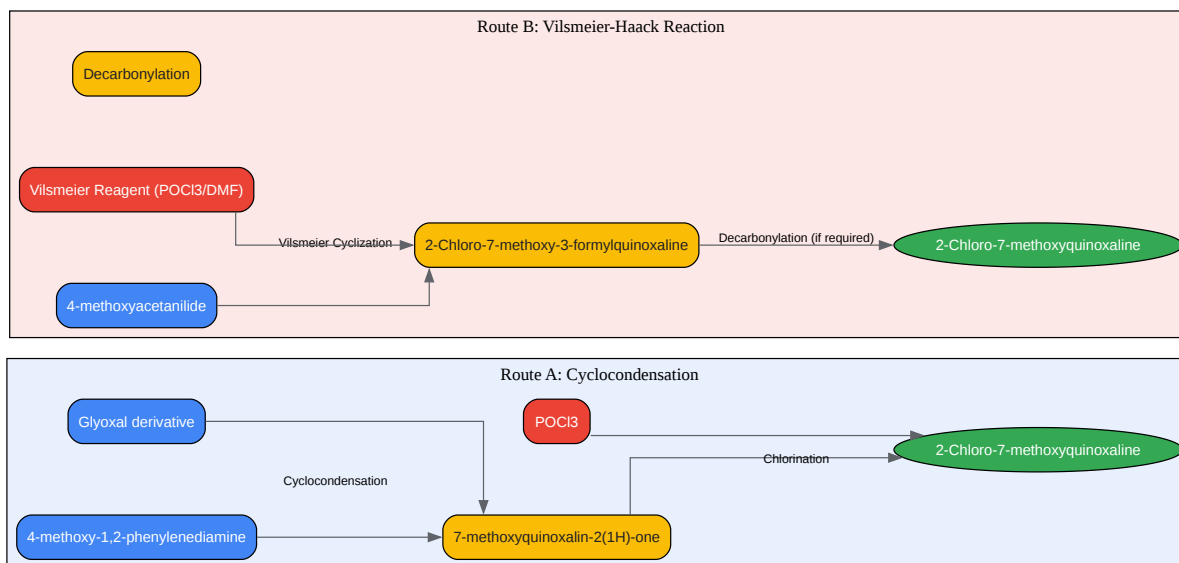 Route B: Vilsmeier-Haack Reaction
Decarbonylation
Vilsmeier Reagent (POCl3/DMF)
Vilsmeier Cyclization
2-Chloro-7-methoxy-3-formylquinoxaline
Decarbonylation (if required)
2-Chloro-7-methoxyquinoxaline
4-methoxyacetanilide
Route A: Cyclocondensation
Glyoxal derivative
POCl3
2-Chloro-7-methoxyquinoxaline
Chlorination
Cyclocondensation
4-methoxy-1,2-phenylenediamine
7-methoxyquinoxalin-2(1H)-one